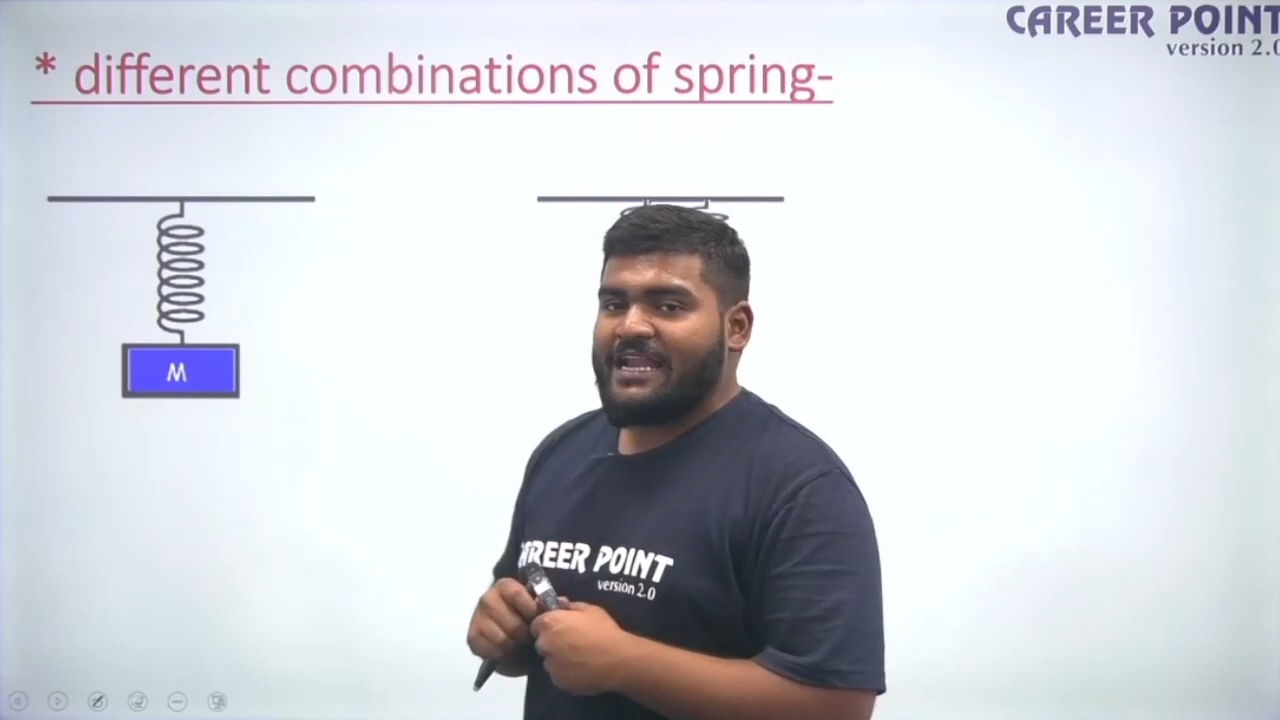 CAREER POINT
version 2.0
* different combinations of spring-
M
CAREER POINT
version 2.0